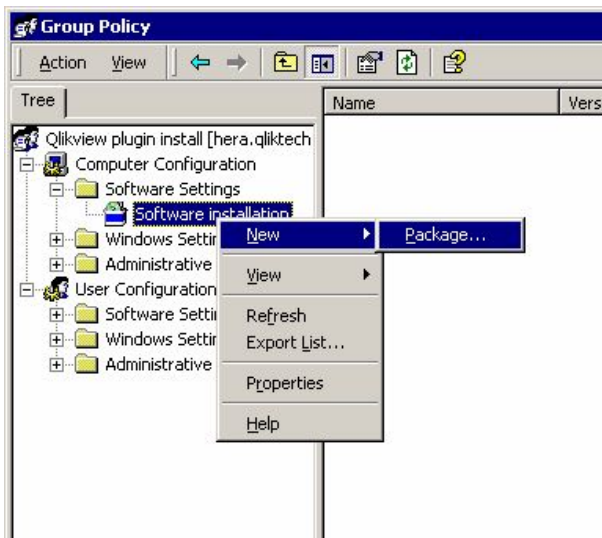 Group Policy
Action View
Tree
Name Vers
Qlikview plugin install [hera.qliktech
Computer Configuration
Software Settings
Software installation
Windows Settin
Administrative
User Configuration
Software Settin
Windows Settin
Administrative
New
Package...
View
Refresh
Export List...
Properties
Help